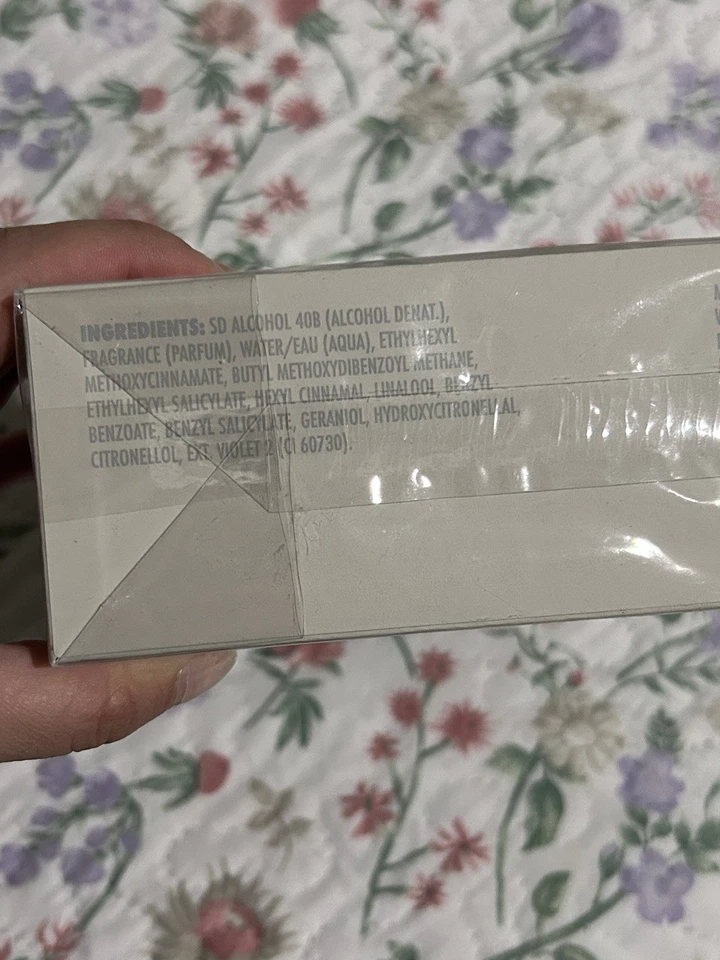 INGREDIENTS: SD ALCOHOL 40B (ALCOHOL DENAT.),
FRAGRANCE (PARFUM), WATER/EAU (AQUA), ETHYLHEXYL
METHOXYCINNAMATE, BUTYL METHOXYDIBENZOYL METHANE,
ETHYLHEXYL SALICYLATE, HEXYL CINNAMAL, LINALOOL, BENZYL
BENZOATE, BENZYL SALICYLATE, GERANIOL, HYDROXYCITRONELLAL,
CITRONELLOL, EXT. VIOLET 2 (CI 60730).